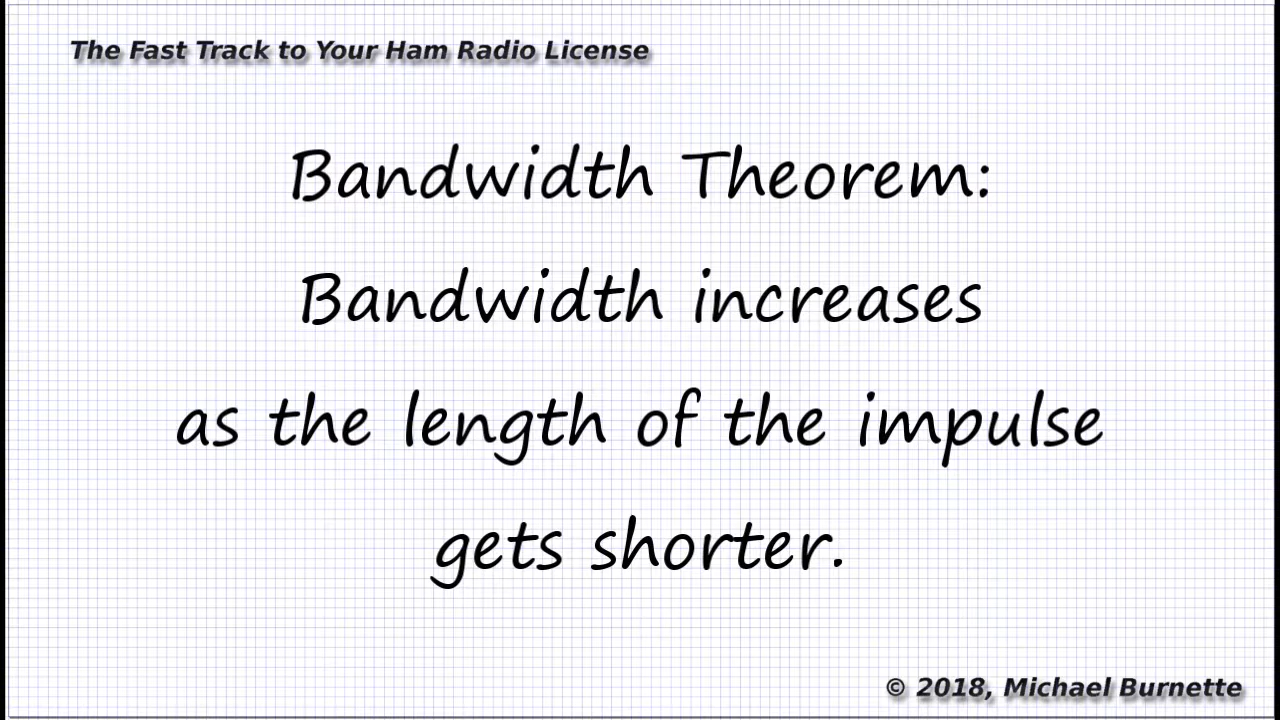 The Fast Track to Your Ham Radio License
Bandwidth Theorem:
Bandwidth increases
as the length of the impulse
gets shorter.
© 2018, Michael Burnette